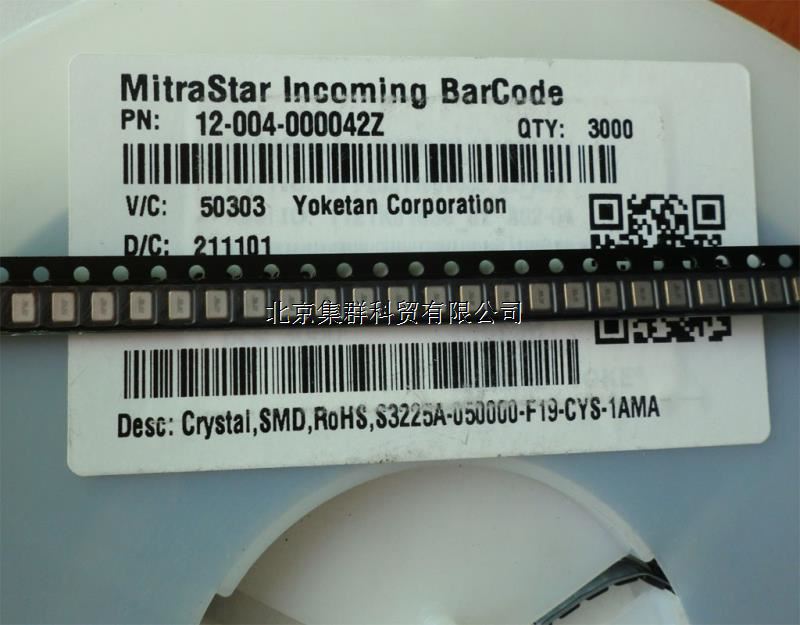 MitraStar Incoming BarCode
PN: 12-004-000042Z QTY: 3000
V/C: 50303 Yoketan Corporation
D/C: 211101
北京集群科贸有限公司
Desc: Crystal,SMD,RoHS,S3225A-050000-F19-CYS-1AMA